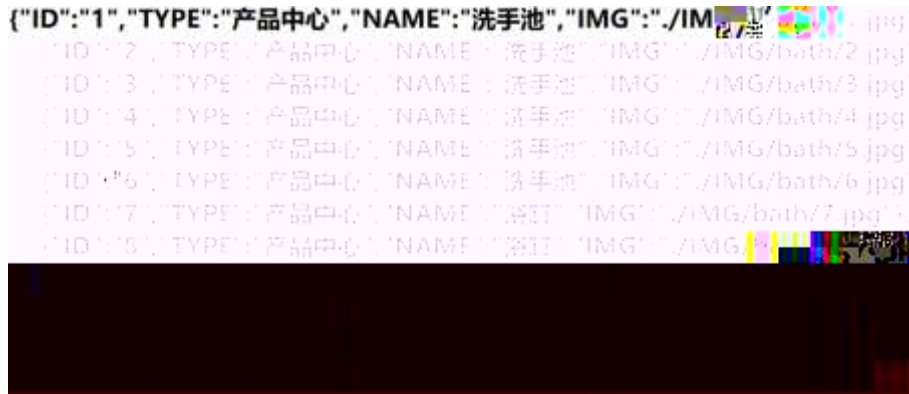 {"ID":"1","TYPE":"产品中心","NAME":"洗手池","IMG":"./IM
{"ID":"2","TYPE":"产品中心","NAME":"洗手池","IMG":"./IMG/bath/2.jpg
{"ID":"3","TYPE":"产品中心","NAME":"洗手池","IMG":"./IMG/bath/3.jpg
{"ID":"4","TYPE":"产品中心","NAME":"洗手池","IMG":"./IMG/bath/4.jpg
{"ID":"5","TYPE":"产品中心","NAME":"洗手池","IMG":"./IMG/bath/5.jpg
{"ID":"6","TYPE":"产品中心","NAME":"洗手池","IMG":"./IMG/bath/6.jpg
{"ID":"7","TYPE":"产品中心","NAME":"浴缸","IMG":"./IMG/bath/7.jpg"
{"ID":"8","TYPE":"产品中心","NAME":"浴缸","IMG":"./IMG/